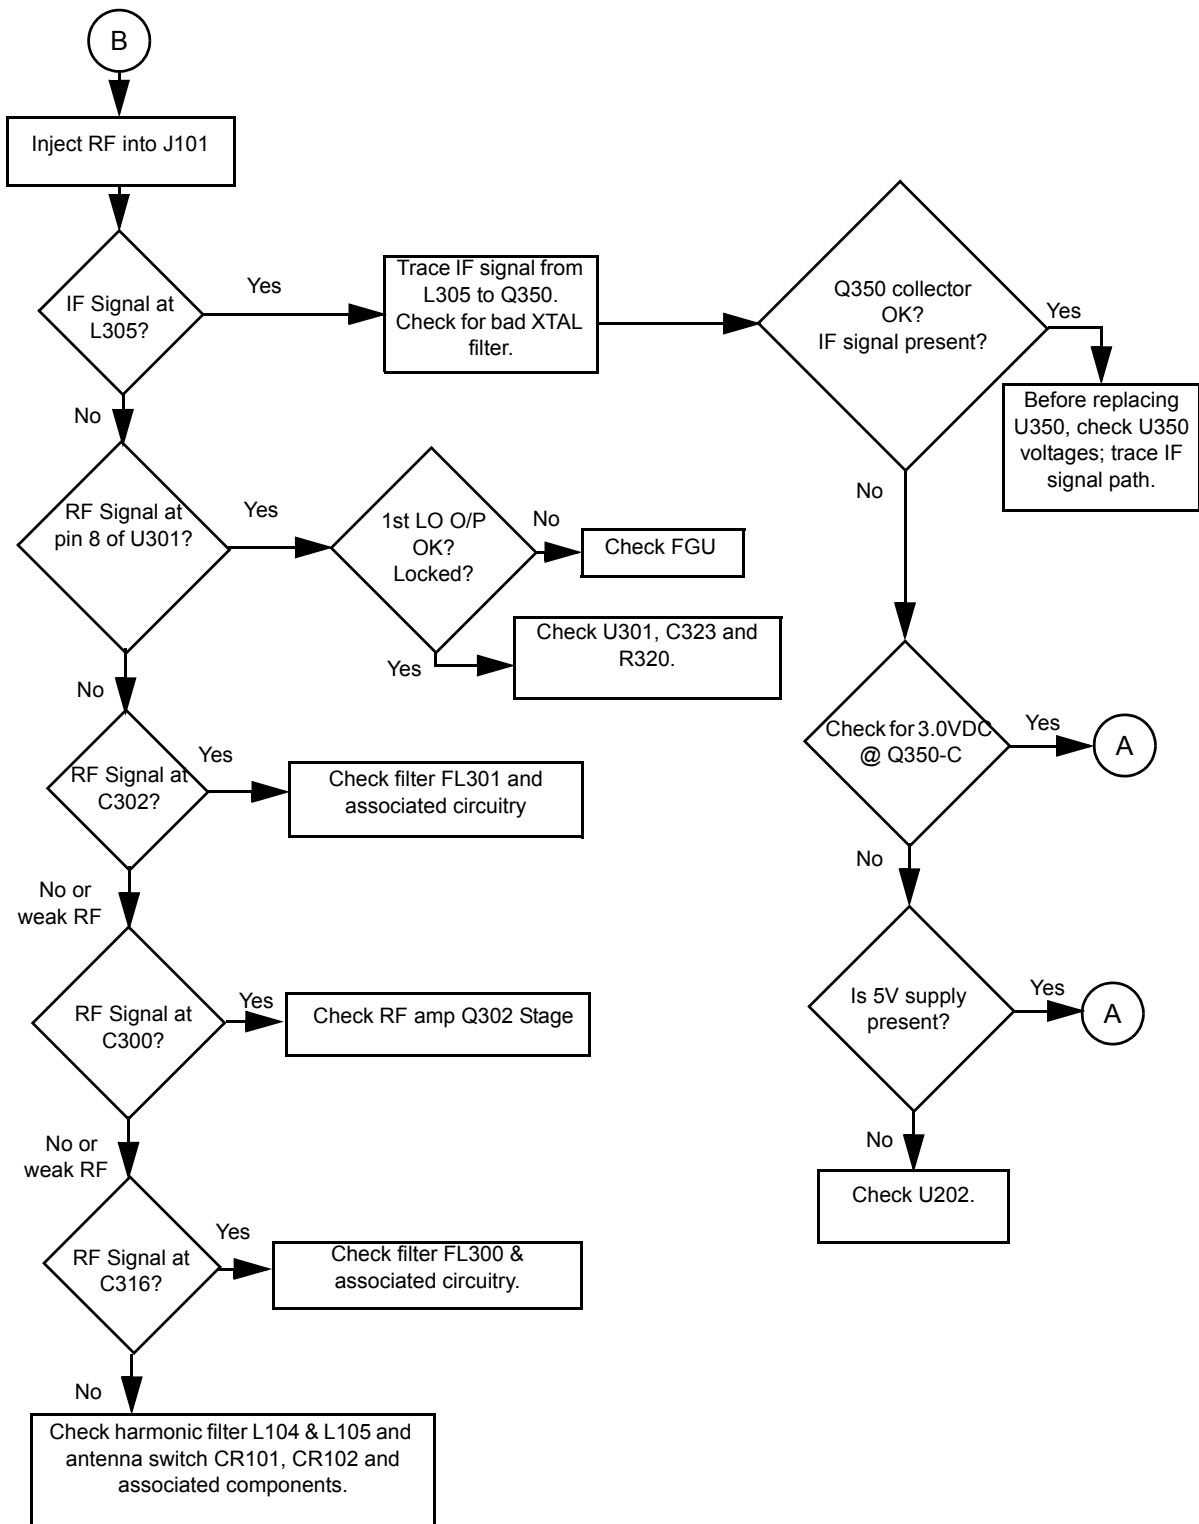 B
Inject RF into J101
IF Signal at
L305?
Yes
No
Trace IF signal from
L305 to Q350.
Check for bad XTAL
filter.
Q350 collector
OK?
IF signal present?
Yes
No
Before replacing
U350, check U350
voltages; trace IF
signal path.
RF Signal at
pin 8 of U301?
Yes
No
1st LO O/P
OK?
Locked?
No
Yes
Check FGU
Check U301, C323 and
R320.
RF Signal at
C302?
Yes
No or
weak RF
Check filter FL301 and
associated circuitry
Check for 3.0VDC
@ Q350-C
Yes
No
A
RF Signal at
C300?
Yes
No or
weak RF
Check RF amp Q302 Stage
Is 5V supply
present?
Yes
No
A
Check U202.
RF Signal at
C316?
Yes
No
Check filter FL300 &
associated circuitry.
Check harmonic filter L104 & L105 and
antenna switch CR101, CR102 and
associated components.